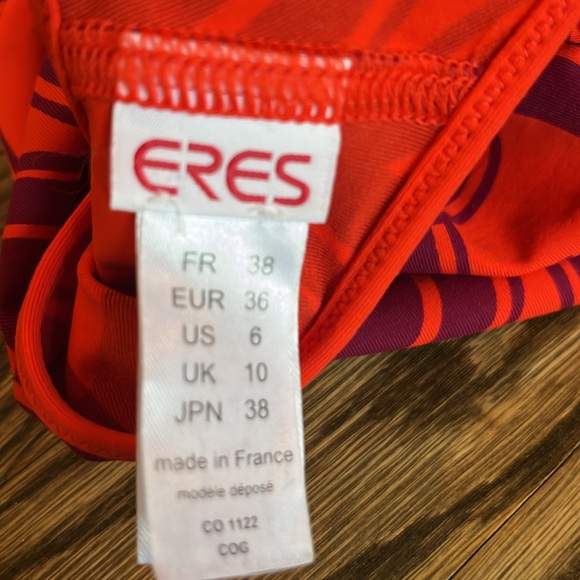 ERES
FR 38
EUR 36
US 6
UK 10
JPN 38
made in France
modèle déposé
CO 1122
COG